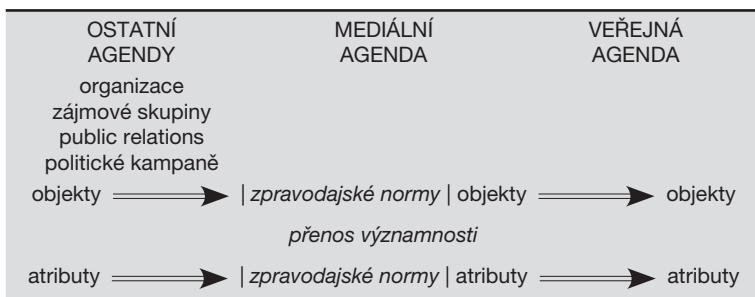 OSTATNÍ AGENDY MEDIÁLNÍ AGENDA VEŘEJNÁ AGENDA
organizace
zájmové skupiny
public relations
politické kampaně
objekty | zpravodajské normy | objekty objekty
přenos významnosti
atributy | zpravodajské normy | atributy atributy